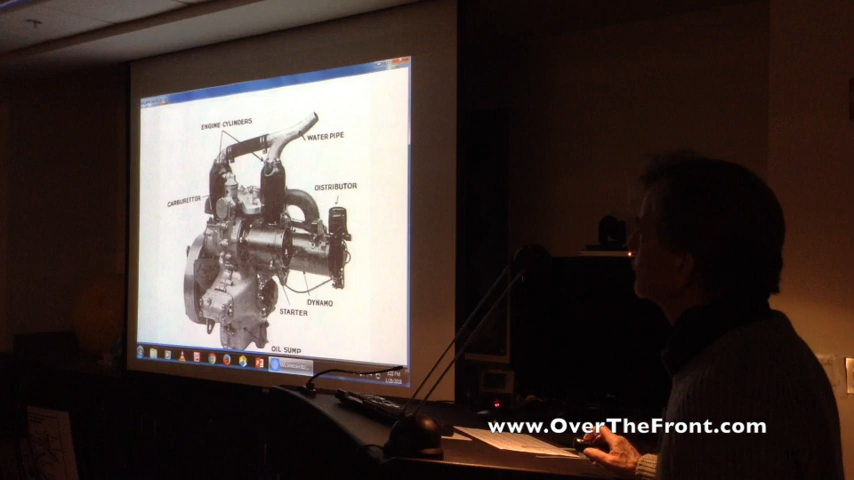 ENGINE CYLINDERS
WATER PIPE
DISTRIBUTOR
CARBURETTOR
DYNAMO
STARTER
OIL SUMP
www.OverTheFront.com